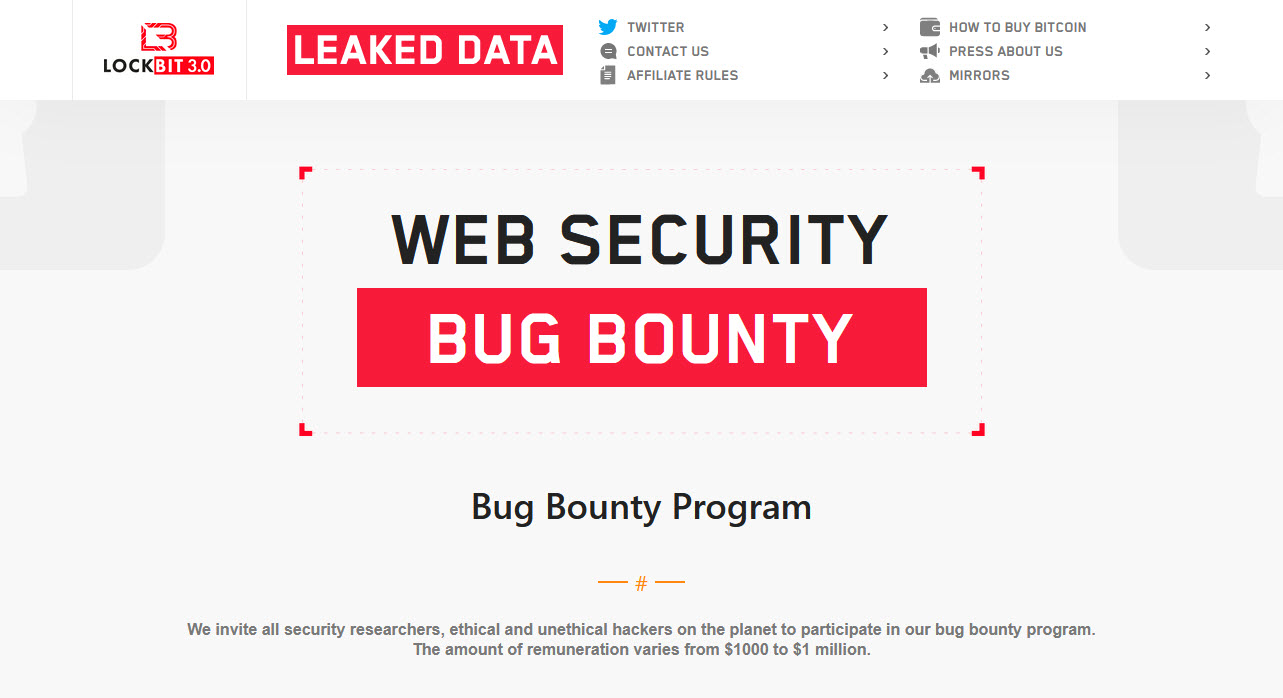 LOCKBIT 3.0
LEAKED DATA
TWITTER
CONTACT US
AFFILIATE RULES
HOW TO BUY BITCOIN
PRESS ABOUT US
MIRRORS
WEB SECURITY
BUG BOUNTY
Bug Bounty Program
#
We invite all security researchers, ethical and unethical hackers on the planet to participate in our bug bounty program.
The amount of remuneration varies from $1000 to $1 million.